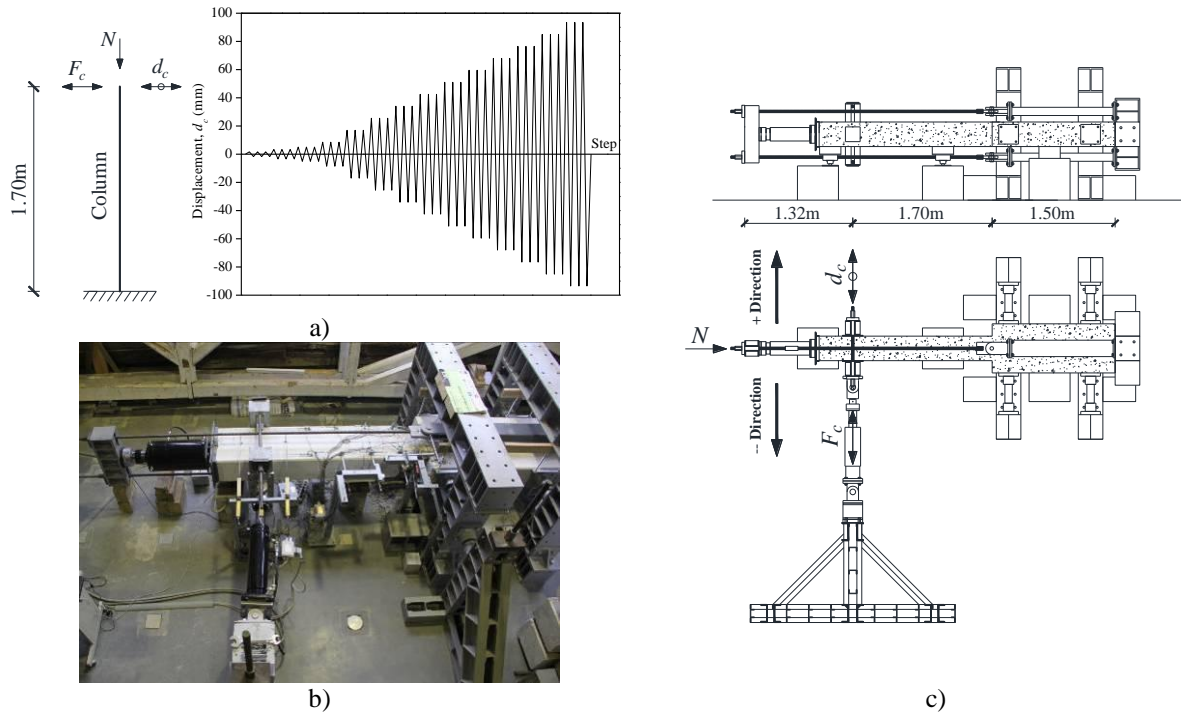 N
F_c
d_c
Column
1.70m
Displacement, d_c (mm)
100
80
60
40
20
0
-20
-40
-60
-80
-100
Step
a)
b)
1.32m
1.70m
1.50m
+ Direction
d_c
N
-- Direction
F_c
c)